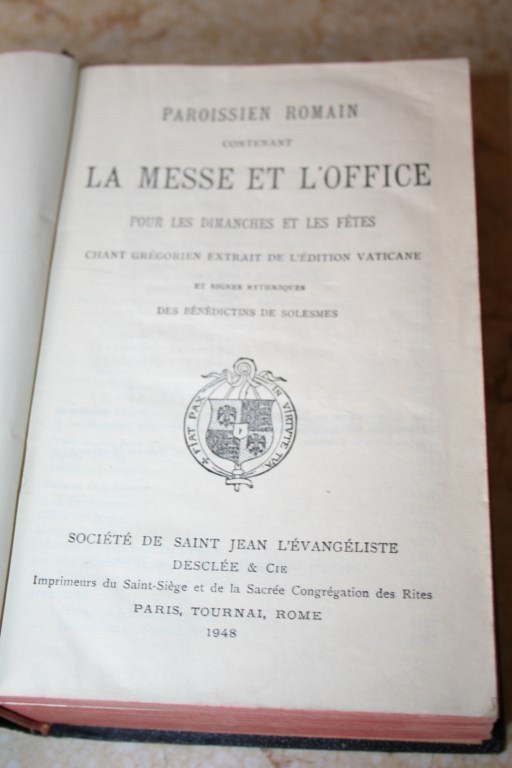 PAROISSIEN ROMAIN
CONTENANT
LA MESSE ET L'OFFICE
POUR LES DIMANCHES ET LES FÊTES
CHANT GRÉGORIEN EXTRAIT DE L'ÉDITION VATICANE
ET SIGNES RYTHMIQUES
DES BÉNÉDICTINS DE SOLESMES
FIAT PAX IN VIRTUTE TUA
SOCIÉTÉ DE SAINT JEAN L'ÉVANGÉLISTE
DESCLÉE & CIE
Imprimeurs du Saint-Siège et de la Sacrée Congrégation des Rites
PARIS, TOURNAI, ROME
1948